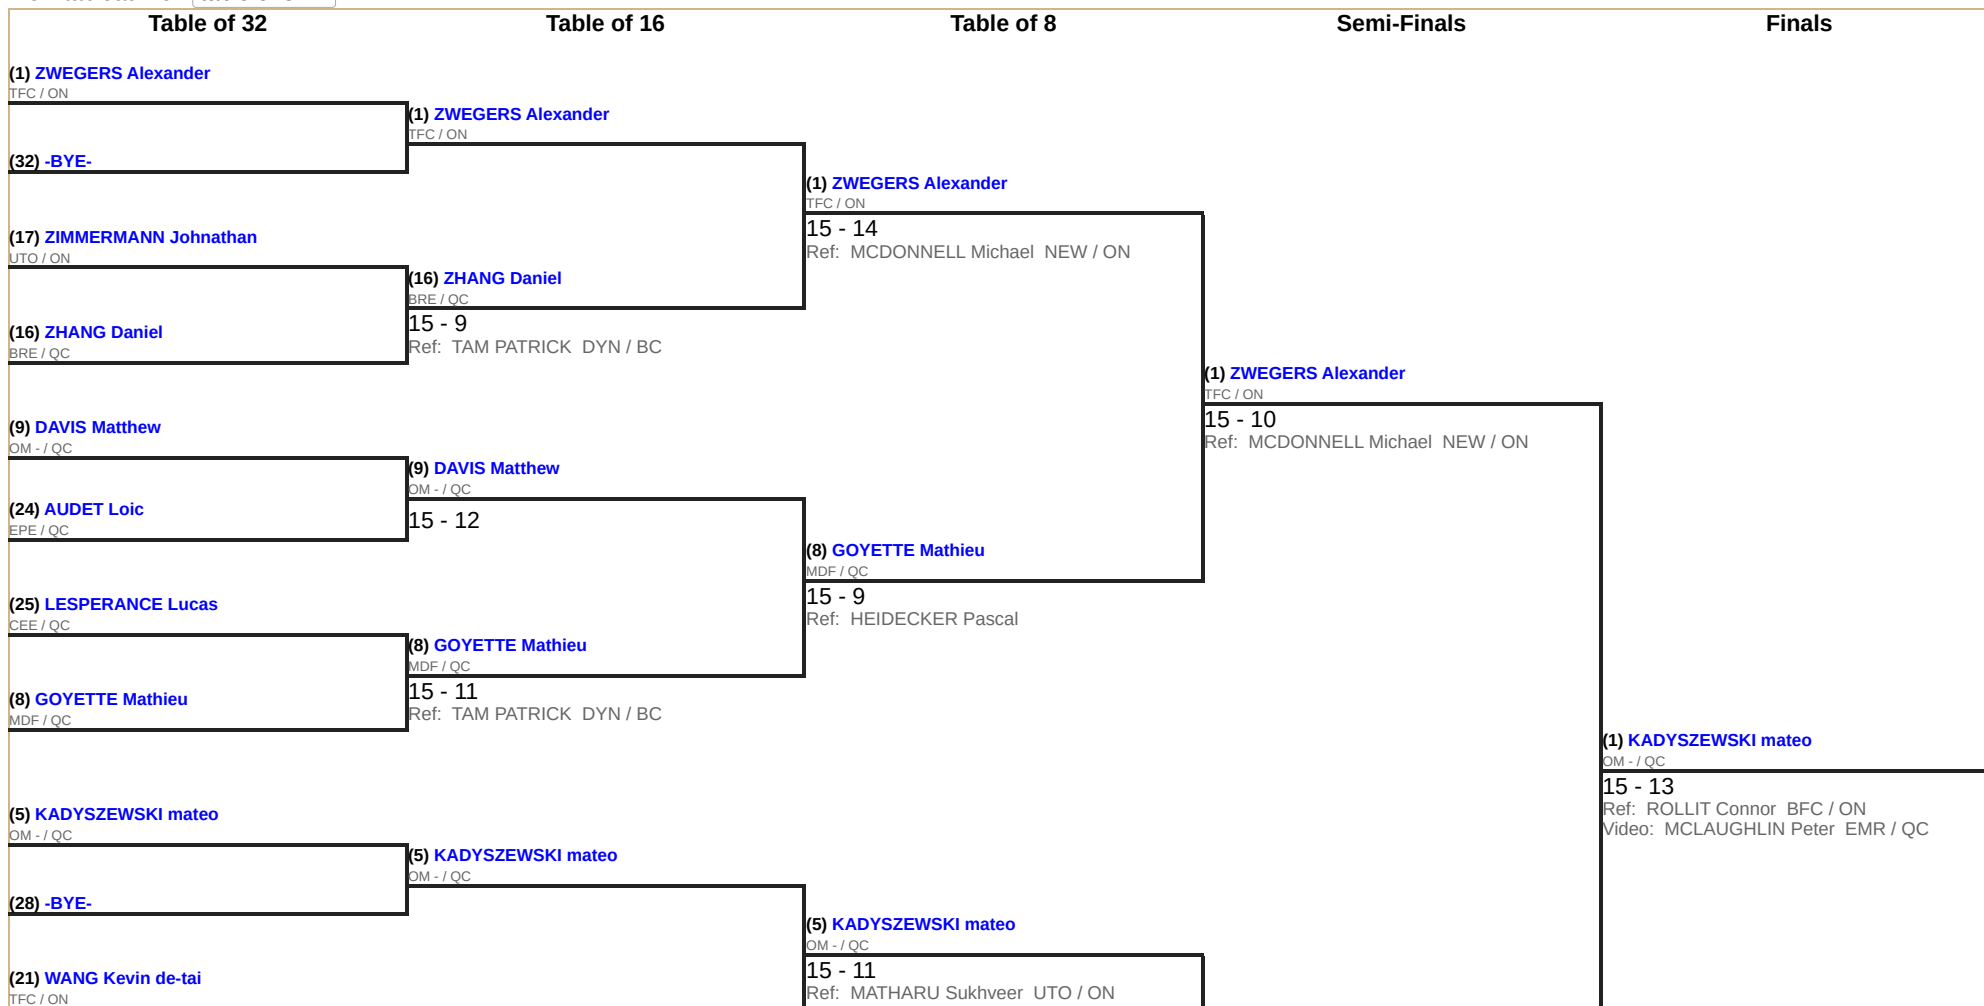 Table of 32
Table of 16
Table of 8
Semi-Finals
Finals
(1) ZWEGERS Alexander
TFC / ON
(32) -BYE-
(17) ZIMMERMANN Johnathan
UTO / ON
(16) ZHANG Daniel
BRE / QC
(9) DAVIS Matthew
OM - / QC
(24) AUDET Loic
EPE / QC
(25) LESPERANCE Lucas
CEE / QC
(8) GOYETTE Mathieu
MDF / QC
(5) KADYSZEWSKI mateo
OM - / QC
(28) -BYE-
(21) WANG Kevin de-tai
TFC / ON
(1) ZWEGERS Alexander
TFC / ON
(16) ZHANG Daniel
BRE / QC
15 - 9
Ref: TAM PATRICK DYN / BC
(9) DAVIS Matthew
OM - / QC
15 - 12
(8) GOYETTE Mathieu
MDF / QC
15 - 11
Ref: TAM PATRICK DYN / BC
(5) KADYSZEWSKI mateo
OM - / QC
(1) ZWEGERS Alexander
TFC / ON
15 - 14
Ref: MCDONNELL Michael NEW / ON
(8) GOYETTE Mathieu
MDF / QC
15 - 9
Ref: HEIDECKER Pascal
(5) KADYSZEWSKI mateo
OM - / QC
15 - 11
Ref: MATHARU Sukhveer UTO / ON
(1) ZWEGERS Alexander
TFC / ON
15 - 10
Ref: MCDONNELL Michael NEW / ON
(1) KADYSZEWSKI mateo
OM - / QC
15 - 13
Ref: ROLLIT Connor BFC / ON
Video: MCLAUGHLIN Peter EMR / QC